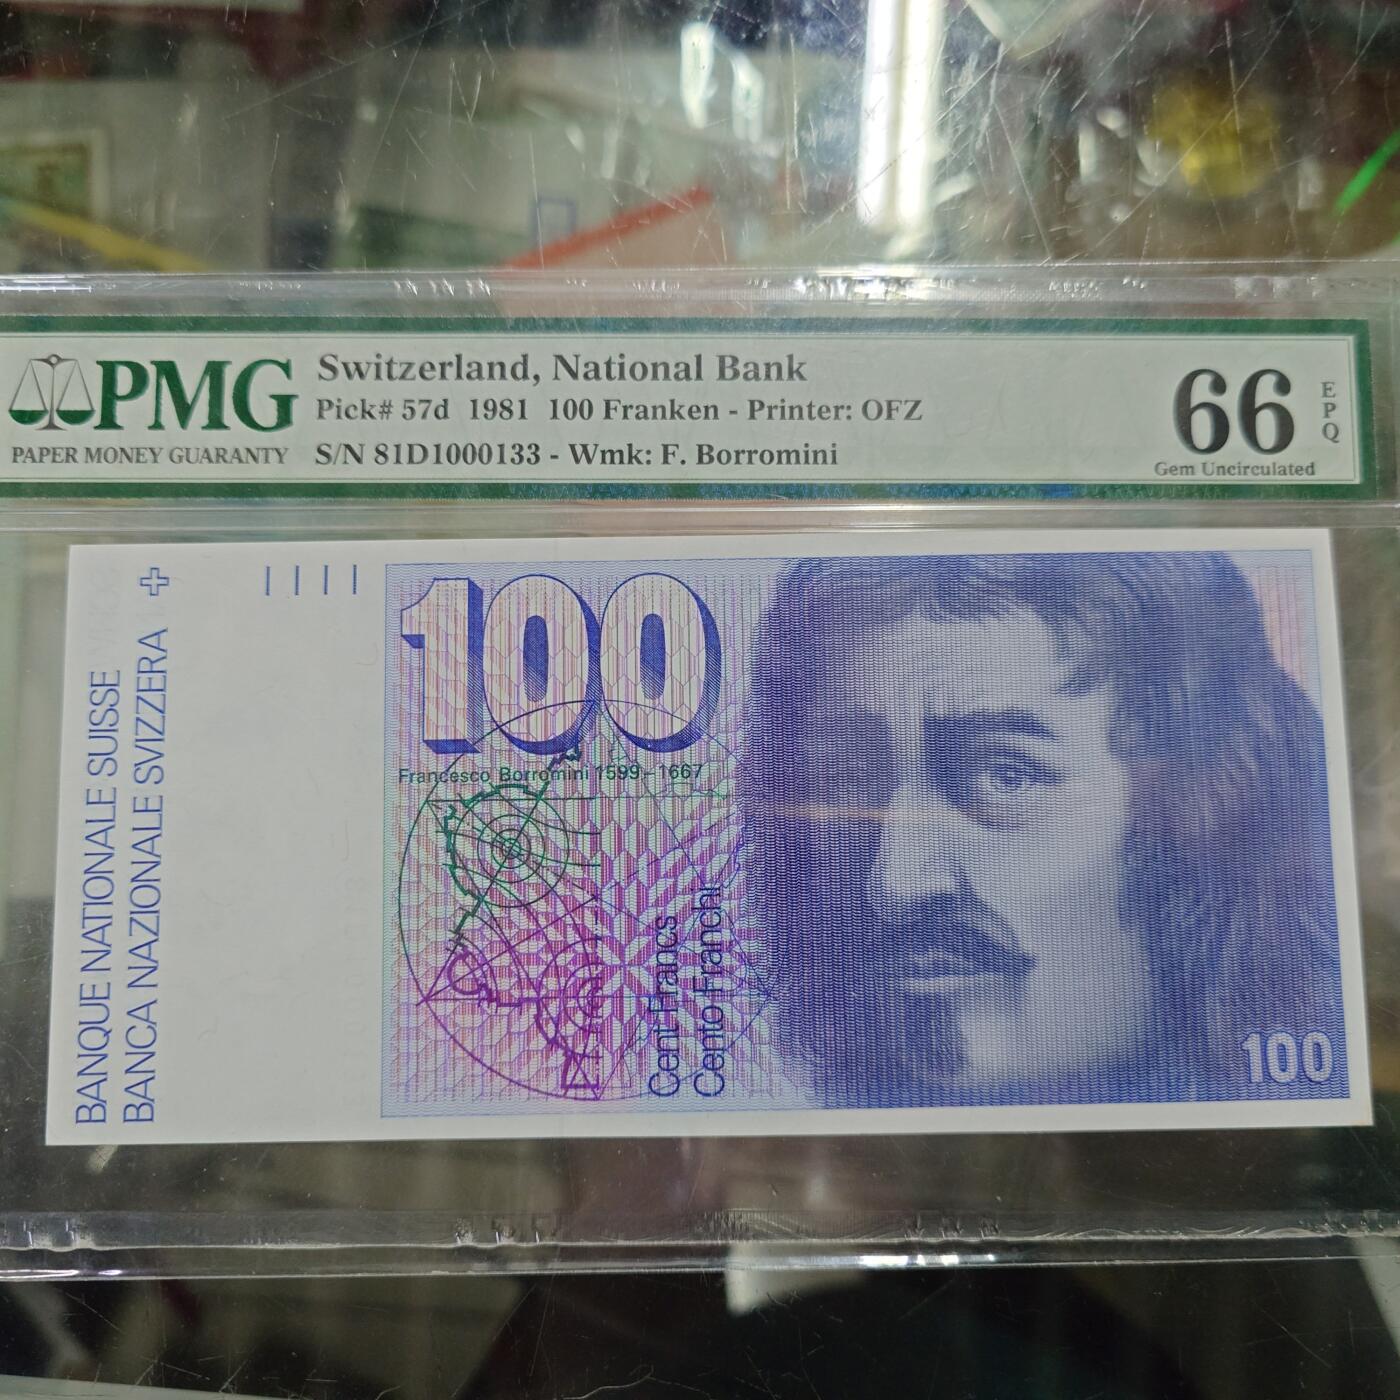 PMG
PAPER MONEY GUARANTY
Switzerland, National Bank
Pick# 57d 1981 100 Franken - Printer: OFZ
S/N 81D1000133 - Wmk: F. Borromini
66
EPQ
Gem Uncirculated
BANQUE NATIONALE SUISSE
BANCA NAZIONALE SVIZZERA
100
Francesco Borromini 1599 - 1667
Cent Francs
Cento Franchi
100